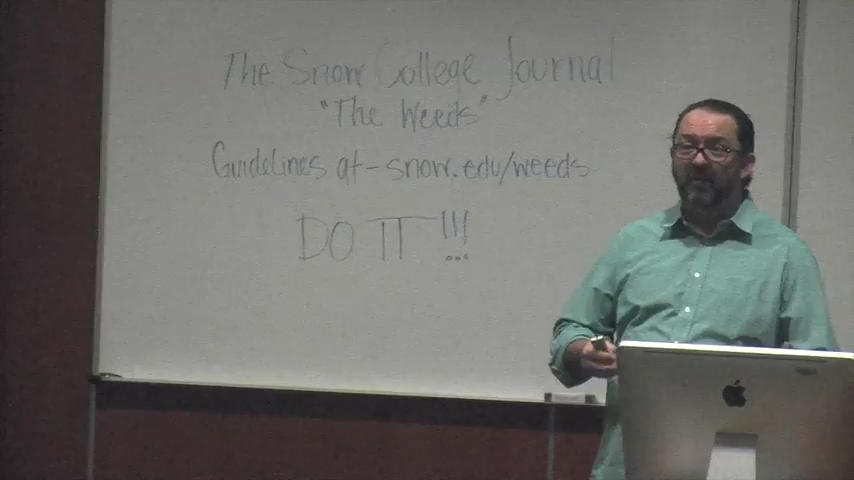 The Snow College Journal
"The Weeds"
Guidelines at - snow.edu/weeds
DO IT !!!